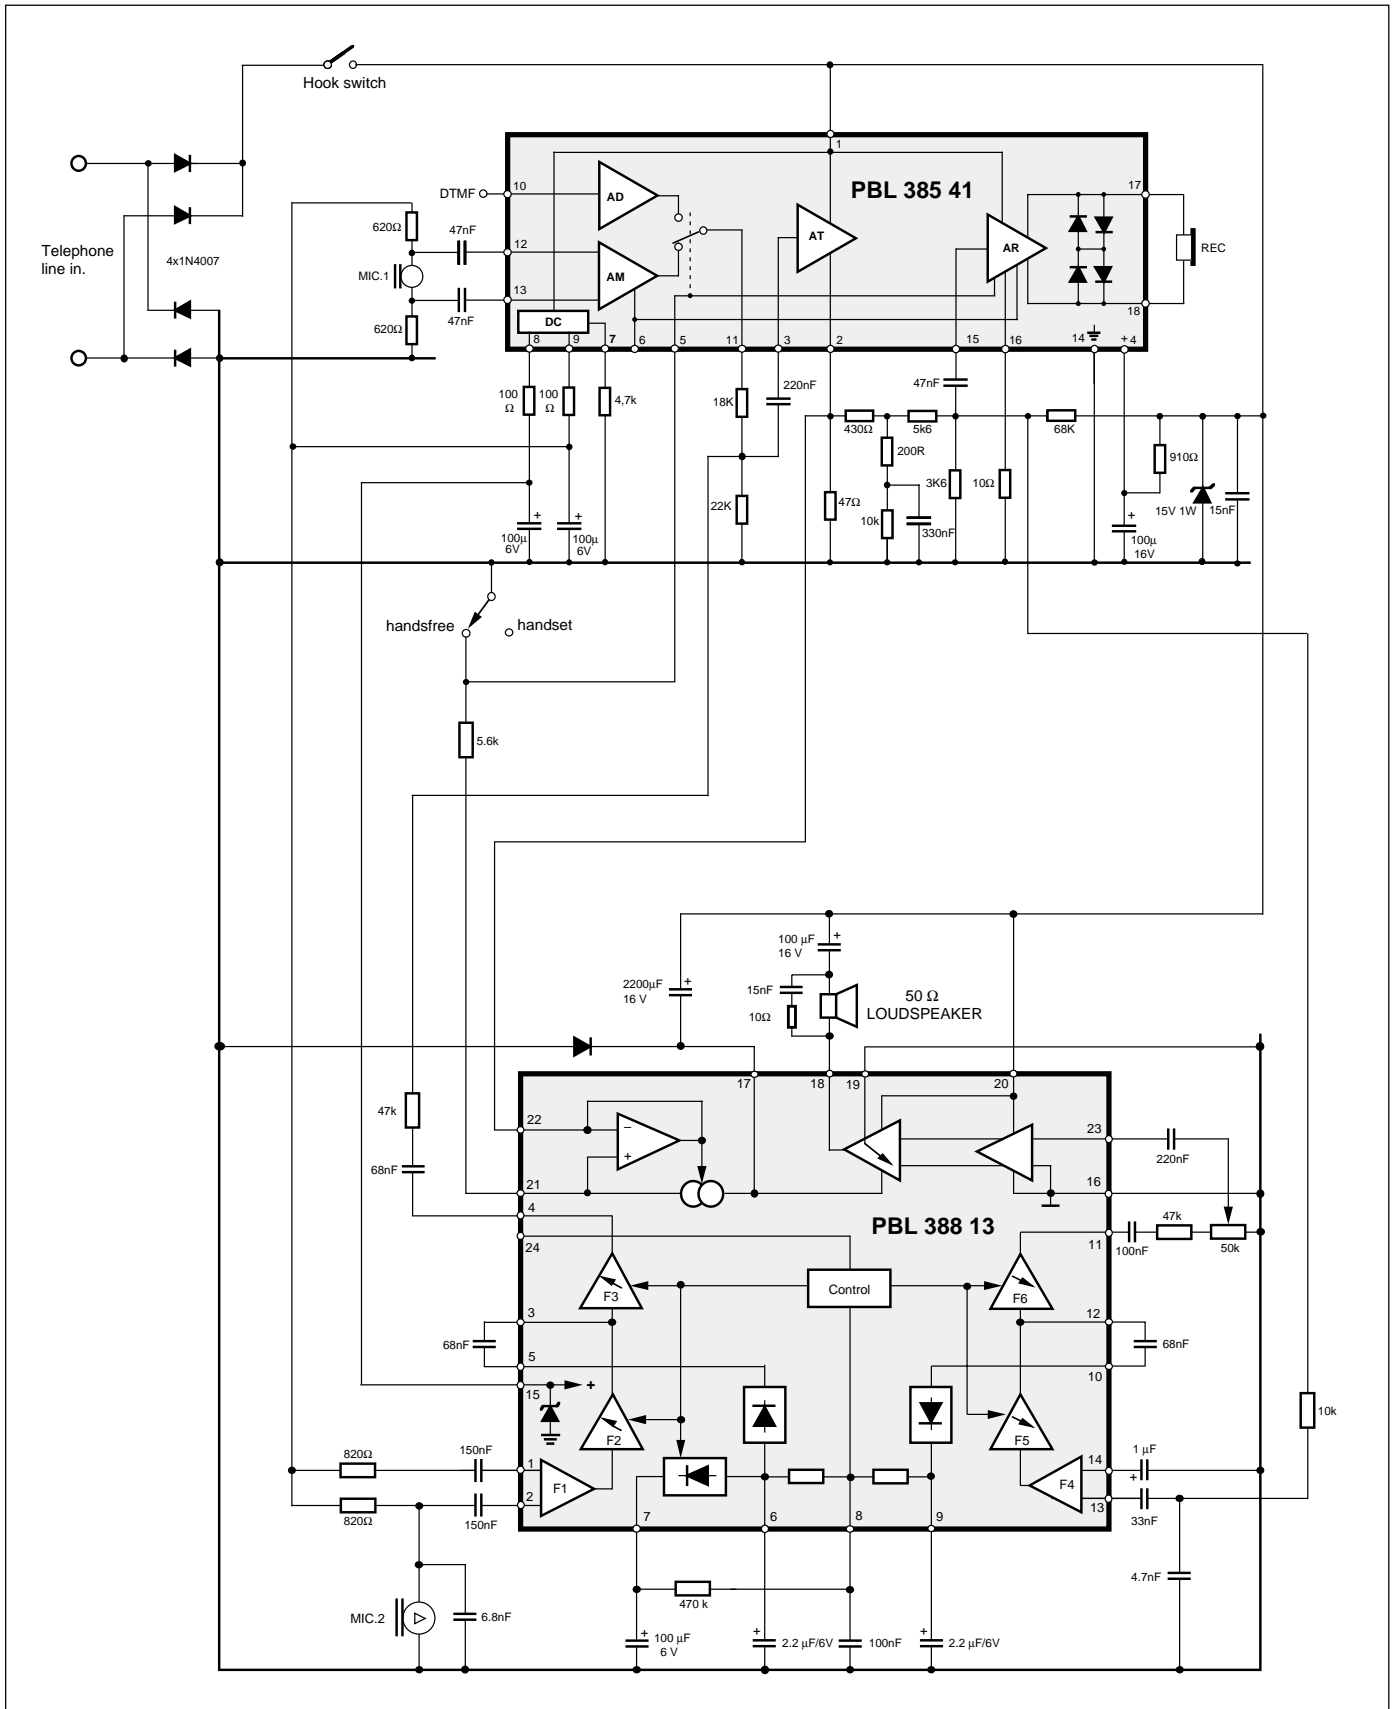 Hook switch
1
PBL 385 41
17
DTMF
10
AD
620Ω
47nF
12
AT
AR
REC
Telephone
line in.
4x1N4007
MIC.1
AM
13
620Ω
47nF
DC
18
8
9
7
6
5
11
3
2
15
16
14
+
4
100
Ω
100
Ω
4,7k
18K
220nF
47nF
430Ω
5k6
68K
200R
910Ω
22K
47Ω
3K6
10Ω
10k
330nF
15V 1W
15nF
+
100µ
6V
+
100µ
6V
+
100µ
16V
handsfree
handset
5.6k
100 µF
16 V
+
2200µF
16 V
+
15nF
10Ω
50 Ω
LOUDSPEAKER
17
18
19
20
47k
22
−
+
23
220nF
68nF
21
16
4
PBL 388 13
47k
24
11
100nF
50k
Control
F3
F6
3
12
68nF
68nF
5
10
15
+
F2
F5
10k
820Ω
150nF
1
14
1 µF
+
F1
F4
2
13
820Ω
150nF
33nF
7
6
8
9
4.7nF
470 k
MIC.2
6.8nF
+
100 µF
6 V
+
2.2 µF/6V
100nF
+
2.2 µF/6V